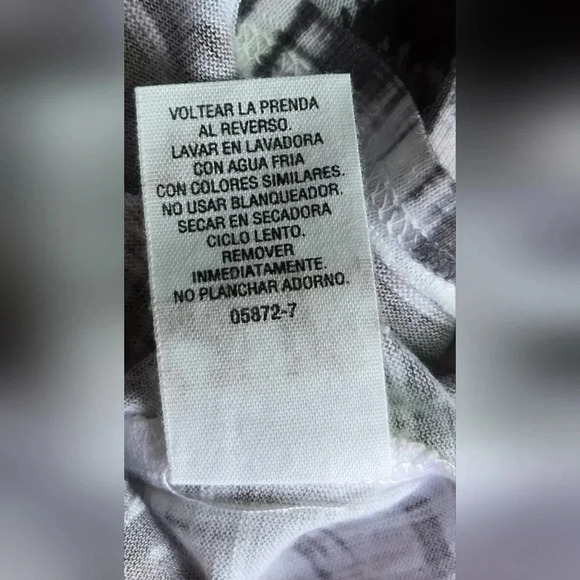 VOLTEAR LA PRENDA
AL REVERSO.
LAVAR EN LAVADORA
CON AGUA FRIA
CON COLORES SIMILARES.
NO USAR BLANQUEADOR.
SECAR EN SECADORA
CICLO LENTO.
REMOVER
INMEDIATAMENTE.
NO PLANCHAR ADORNO.
05872-7